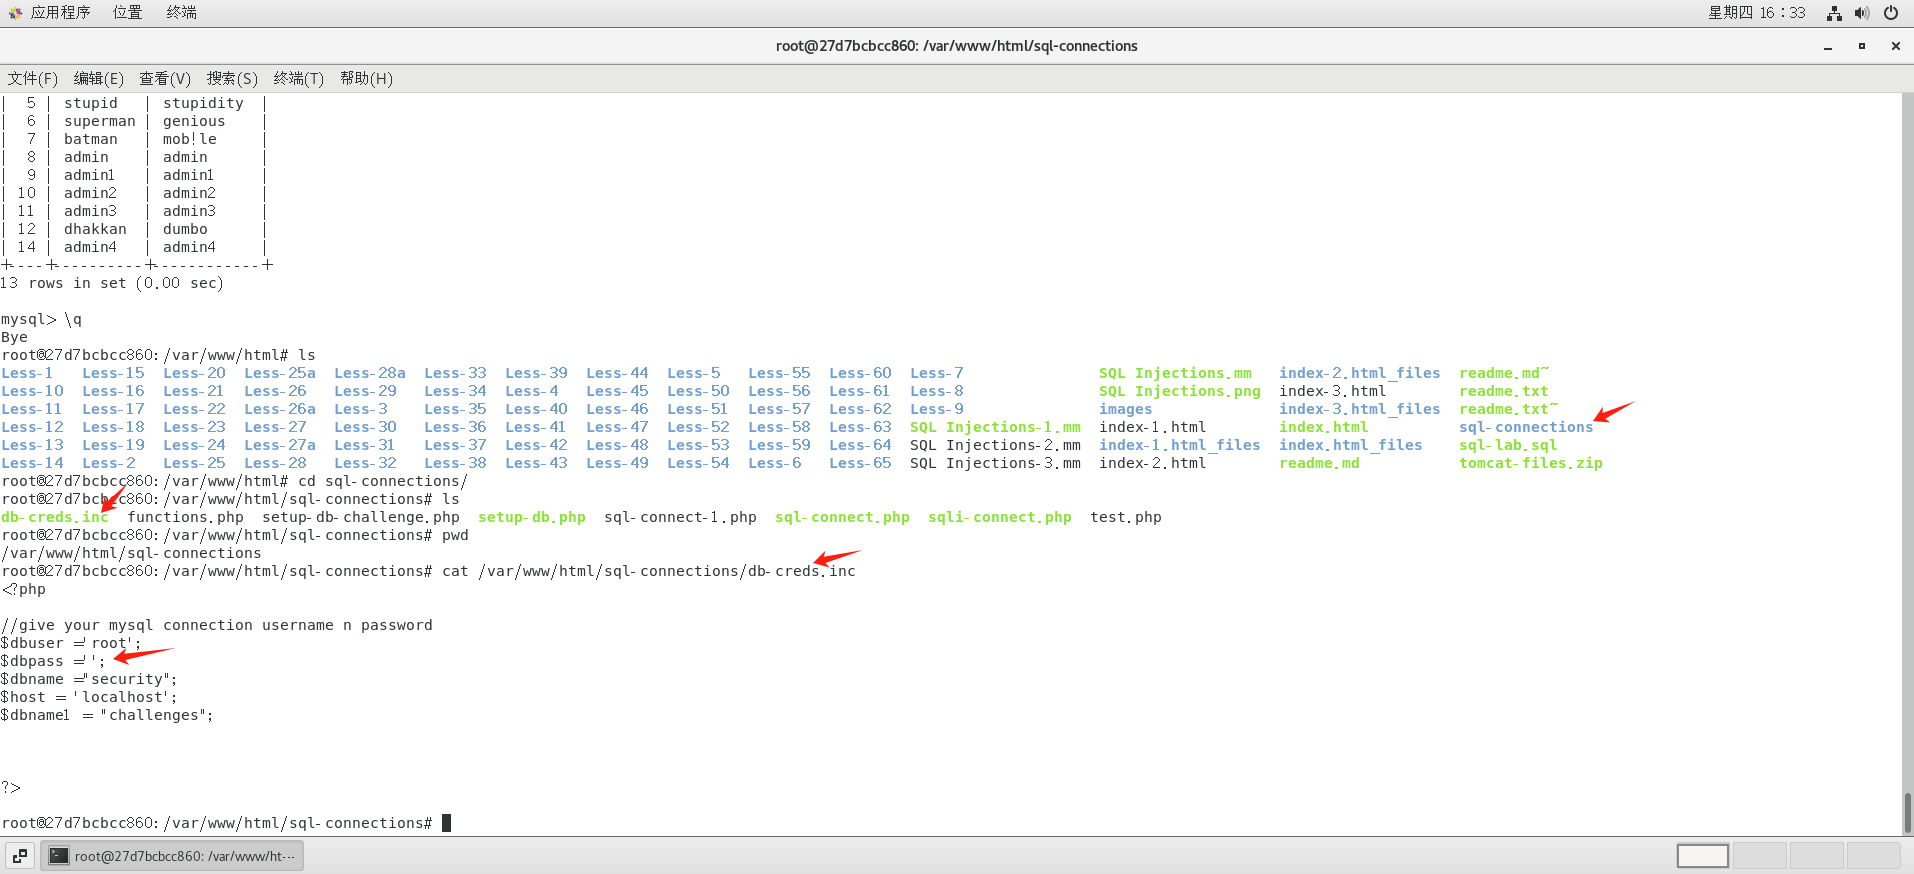 应用程序 位置 终端 星期四 16：33
root@27d7bcbcc860: /var/www/html/sql-connections
文件(F) 编辑(E) 查看(V) 搜索(S) 终端(T) 帮助(H)
|  5 | stupid   | stupidity  |
|  6 | superman | genious    |
|  7 | batman   | mob!le     |
|  8 | admin    | admin      |
|  9 | admin1   | admin1     |
| 10 | admin2   | admin2     |
| 11 | admin3   | admin3     |
| 12 | dhakkan  | dumbo      |
| 14 | admin4   | admin4     |
+----+----------+------------+
13 rows in set (0.00 sec)
mysql> \q
Bye
root@27d7bcbcc860:/var/www/html# ls
Less-1   Less-15  Less-20  Less-25a  Less-28a  Less-33  Less-39  Less-44  Less-5   Less-55  Less-60  Less-7               SQL Injections.mm   index-2.html_files  readme.md~
Less-10  Less-16  Less-21  Less-26   Less-29   Less-34  Less-4   Less-45  Less-50  Less-56  Less-61  Less-8               SQL Injections.png  index-3.html        readme.txt
Less-11  Less-17  Less-22  Less-26a  Less-3    Less-35  Less-40  Less-46  Less-51  Less-57  Less-62  Less-9               images              index-3.html_files  readme.txt~
Less-12  Less-18  Less-23  Less-27   Less-30   Less-36  Less-41  Less-47  Less-52  Less-58  Less-63  SQL Injections-1.mm  index-1.html        index.html          sql-connections
Less-13  Less-19  Less-24  Less-27a  Less-31   Less-37  Less-42  Less-48  Less-53  Less-59  Less-64  SQL Injections-2.mm  index-1.html_files  index.html_files    sql-lab.sql
Less-14  Less-2   Less-25  Less-28   Less-32   Less-38  Less-43  Less-49  Less-54  Less-6   Less-65  SQL Injections-3.mm  index-2.html        readme.md           tomcat-files.zip
root@27d7bcbcc860:/var/www/html# cd sql-connections/
root@27d7bcbcc860:/var/www/html/sql-connections# ls
db-creds.inc  functions.php  setup-db-challenge.php  setup-db.php  sql-connect-1.php  sql-connect.php  sqli-connect.php  test.php
root@27d7bcbcc860:/var/www/html/sql-connections# pwd
/var/www/html/sql-connections
root@27d7bcbcc860:/var/www/html/sql-connections# cat /var/www/html/sql-connections/db-creds.inc
<?php
//give your mysql connection username n password
$dbuser ='root';
$dbpass ='';
$dbname ="security";
$host = 'localhost';
$dbname1 = "challenges";
?>
root@27d7bcbcc860:/var/www/html/sql-connections#
root@27d7bcbcc860: /var/www/ht···